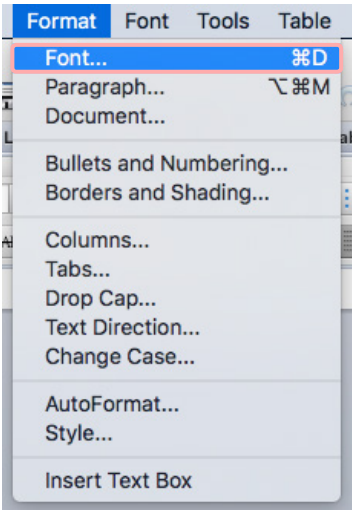 Format Font Tools Table
Font... ⌘D
Paragraph... ⌥⌘M
Document...
Bullets and Numbering...
Borders and Shading...
Columns...
Tabs...
Drop Cap...
Text Direction...
Change Case...
AutoFormat...
Style...
Insert Text Box